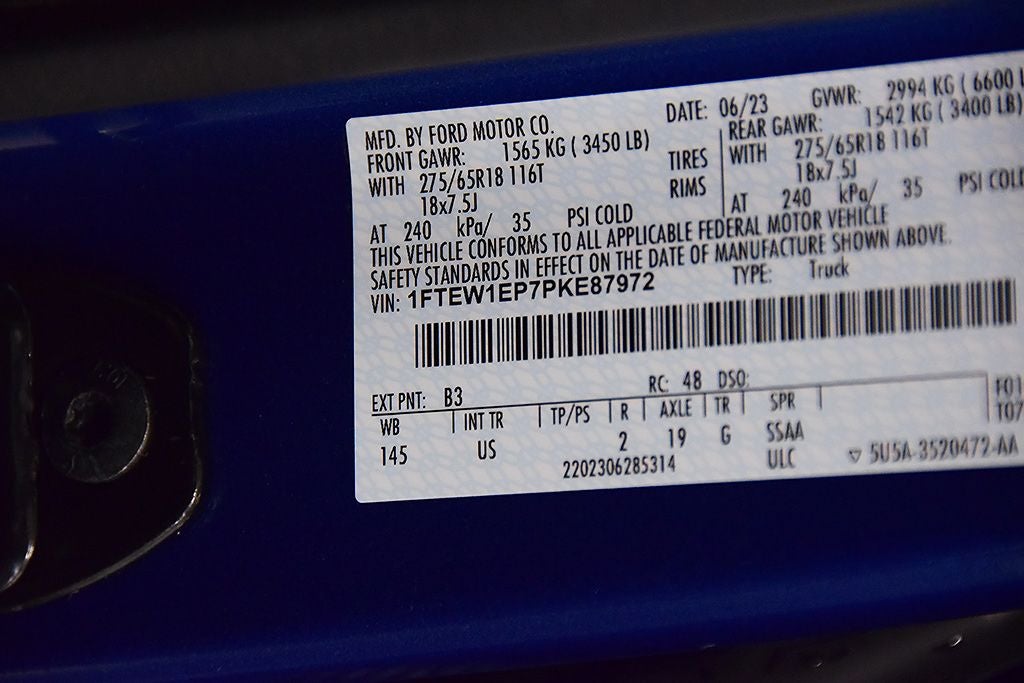 MFD. BY FORD MOTOR CO. DATE: 06/23 GVWR: 2994 KG ( 6600 L
FRONT GAWR: 1565 KG ( 3450 LB) REAR GAWR: 1542 KG ( 3400 LB)
WITH 275/65R18 116T TIRES WITH 275/65R18 116T
18x7.5J RIMS 18x7.5J
AT 240 kPa/ 35 PSI COLD AT 240 kPa/ 35 PSI COLD
THIS VEHICLE CONFORMS TO ALL APPLICABLE FEDERAL MOTOR VEHICLE
SAFETY STANDARDS IN EFFECT ON THE DATE OF MANUFACTURE SHOWN ABOVE.
VIN: 1FTEW1EP7PKE87972 TYPE: Truck
EXT PNT: B3 RC: 48 DSO: F01
WB INT TR TP/PS R AXLE TR SPR T07
145 US 2 19 G SSAA
2202306285314 ULC ▽ 5U5A-3520472-AA